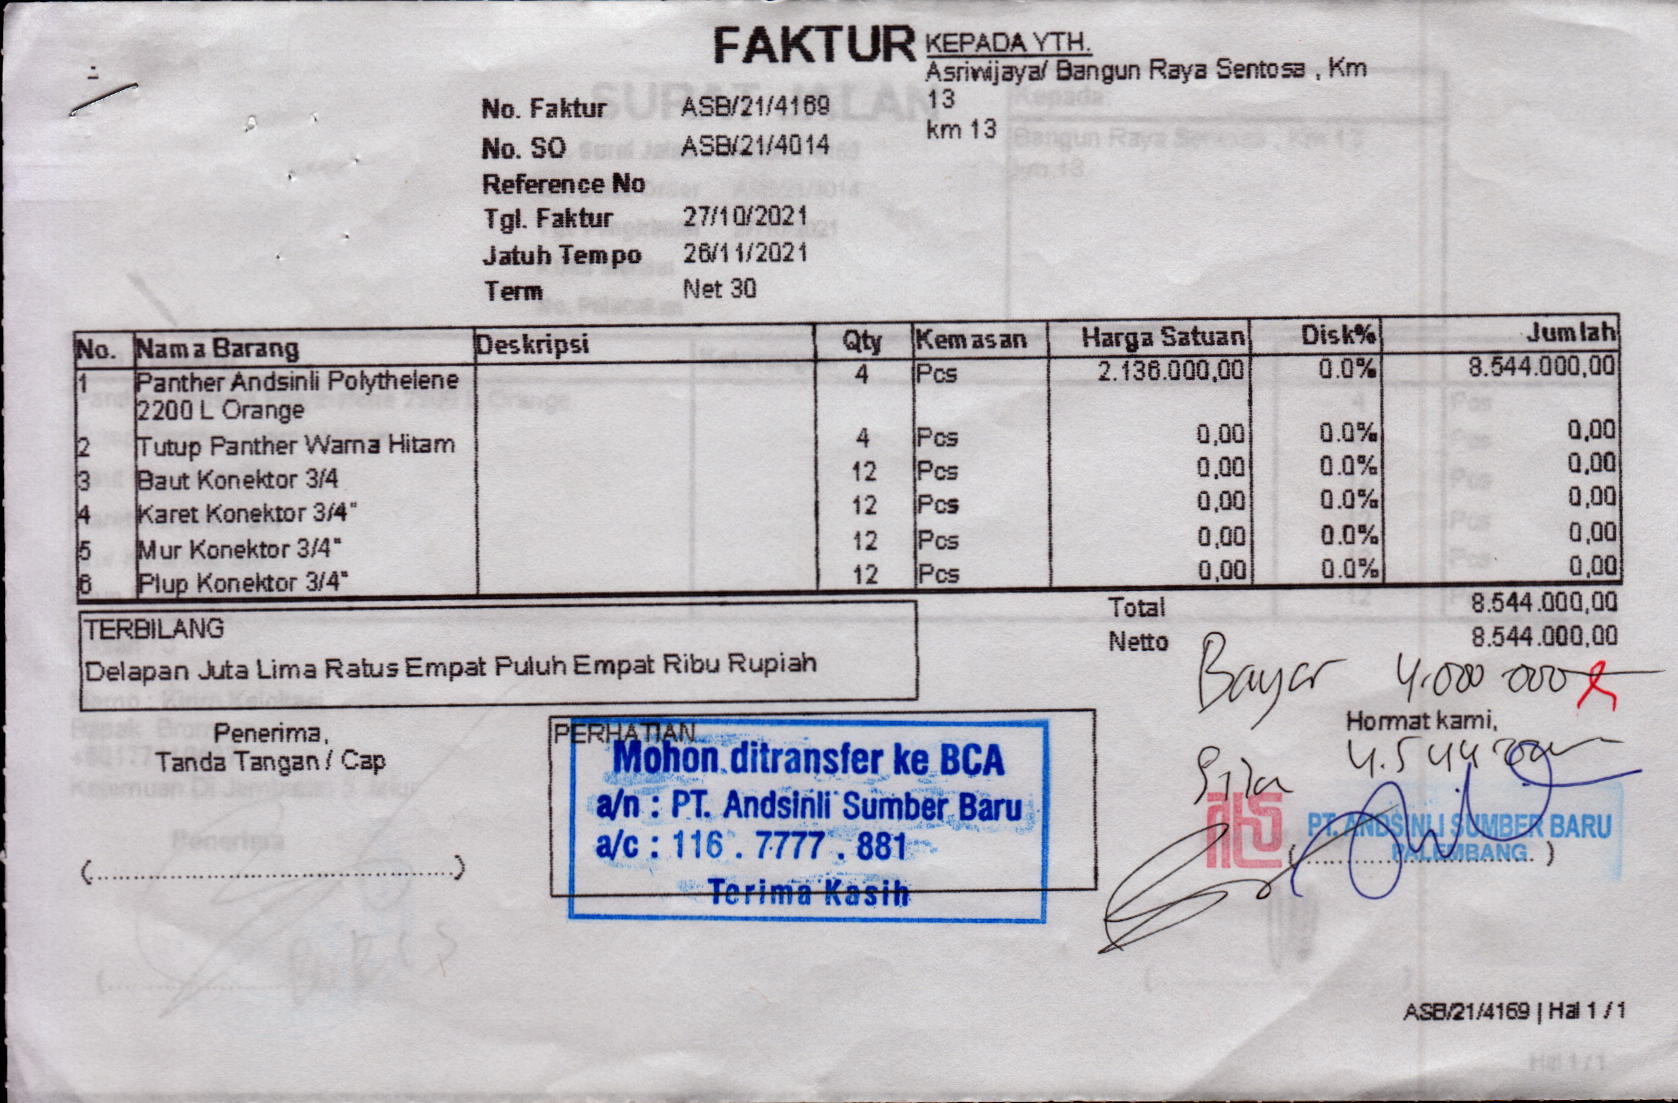 FAKTUR
KEPADA YTH.
Asriwijaya/ Bangun Raya Sentosa , Km
13
km 13
No. Faktur ASB/21/4169
No. SO ASB/21/4014
Reference No
Tgl. Faktur 27/10/2021
Jatuh Tempo 26/11/2021
Term Net 30
No. Nama Barang Deskripsi Qty Kemasan Harga Satuan Disk% Jumlah
1 Panther Andsinli Polythelene 4 Pcs 2.136.000,00 0.0% 8.544.000,00
2200 L Orange
2 Tutup Panther Warna Hitam 4 Pcs 0,00 0.0% 0,00
3 Baut Konektor 3/4 12 Pcs 0,00 0.0% 0,00
4 Karet Konektor 3/4" 12 Pcs 0,00 0.0% 0,00
5 Mur Konektor 3/4" 12 Pcs 0,00 0.0% 0,00
6 Plup Konektor 3/4" 12 Pcs 0,00 0.0% 0,00
Total 8.544.000,00
Netto 8.544.000,00
TERBILANG
Delapan Juta Lima Ratus Empat Puluh Empat Ribu Rupiah
Bayar 4.000 000
Penerima,
Tanda Tangan / Cap
(..........................................)
PERHATIAN
Mohon ditransfer ke BCA
a/n : PT. Andsinli Sumber Baru
a/c : 116 . 7777 . 881
Terima Kasih
Hormat kami,
Sisa 4.544
PT. ANDSINLI SUMBER BARU
PALEMBANG
ASB/21/4169 | Hal 1 / 1